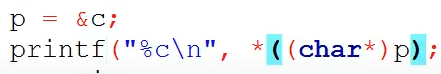 p = &c;
printf("%c\n", *((char*)p);